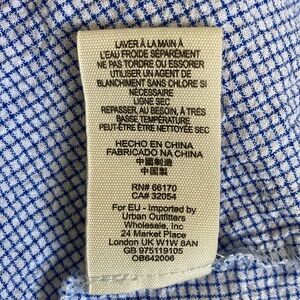 LAVER À LA MAIN À
L'EAU FROIDE SÉPARÉMENT
NE PAS TORDRE OU ESSORER
UTILISER UN AGENT DE
BLANCHIMENT SANS CHLORE SI
NÉCESSAIRE
LIGNE SEC
REPASSER, AU BESOIN, À TRÈS
BASSE TEMPERATURE
PEUT-ÊTRE ÊTRE NETTOYÉE SEC
HECHO EN CHINA
FABRICADO NA CHINA
中國製造
中国制
RN# 66170
CA# 32054
For EU - Imported by
Urban Outfitters
Wholesale, Inc
24 Market Place
London UK W1W 8AN
GB 975119105
OB642006